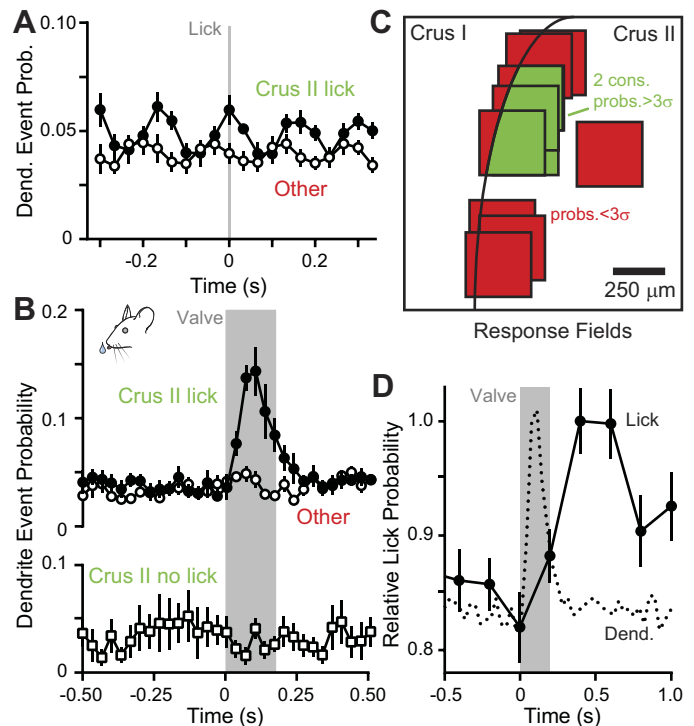 A
0.10
Lick
Crus II lick
Dend. Event Prob.
0.05
Other
0
-0.2
0
0.2
Time (s)
C
Crus I
Crus II
2 cons.
probs.>3σ
probs.<3σ
250 μm
Response Fields
B
0.2
Valve
Crus II lick
0.1
Dendrite Event Probability
Other
0
0.1
Crus II no lick
0
-0.50
-0.25
0
0.25
0.50
Time (s)
D
Valve
Lick
1.0
Relative Lick Probability
0.9
Dend.
0.8
-0.5
0
0.5
1.0
Time (s)